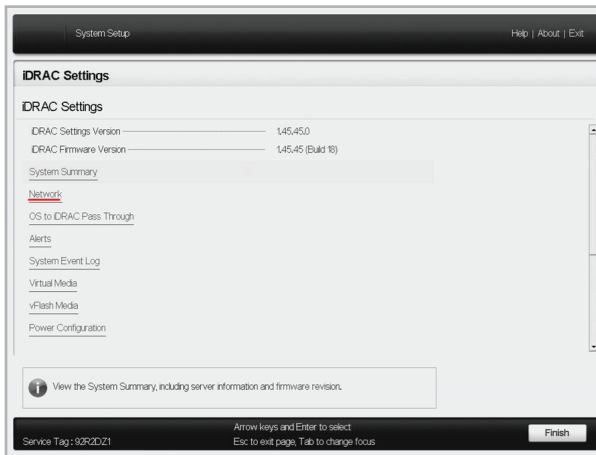 System Setup
Help | About | Exit
iDRAC Settings
iDRAC Settings
iDRAC Settings Version 1.45.45.0
iDRAC Firmware Version 1.45.45 (Build 18)
System Summary
Network
OS to iDRAC Pass Through
Alerts
System Event Log
Virtual Media
vFlash Media
Power Configuration
View the System Summary, including server information and firmware revision.
Service Tag : 92R2DZ1
Arrow keys and Enter to select
Esc to exit page, Tab to change focus
Finish